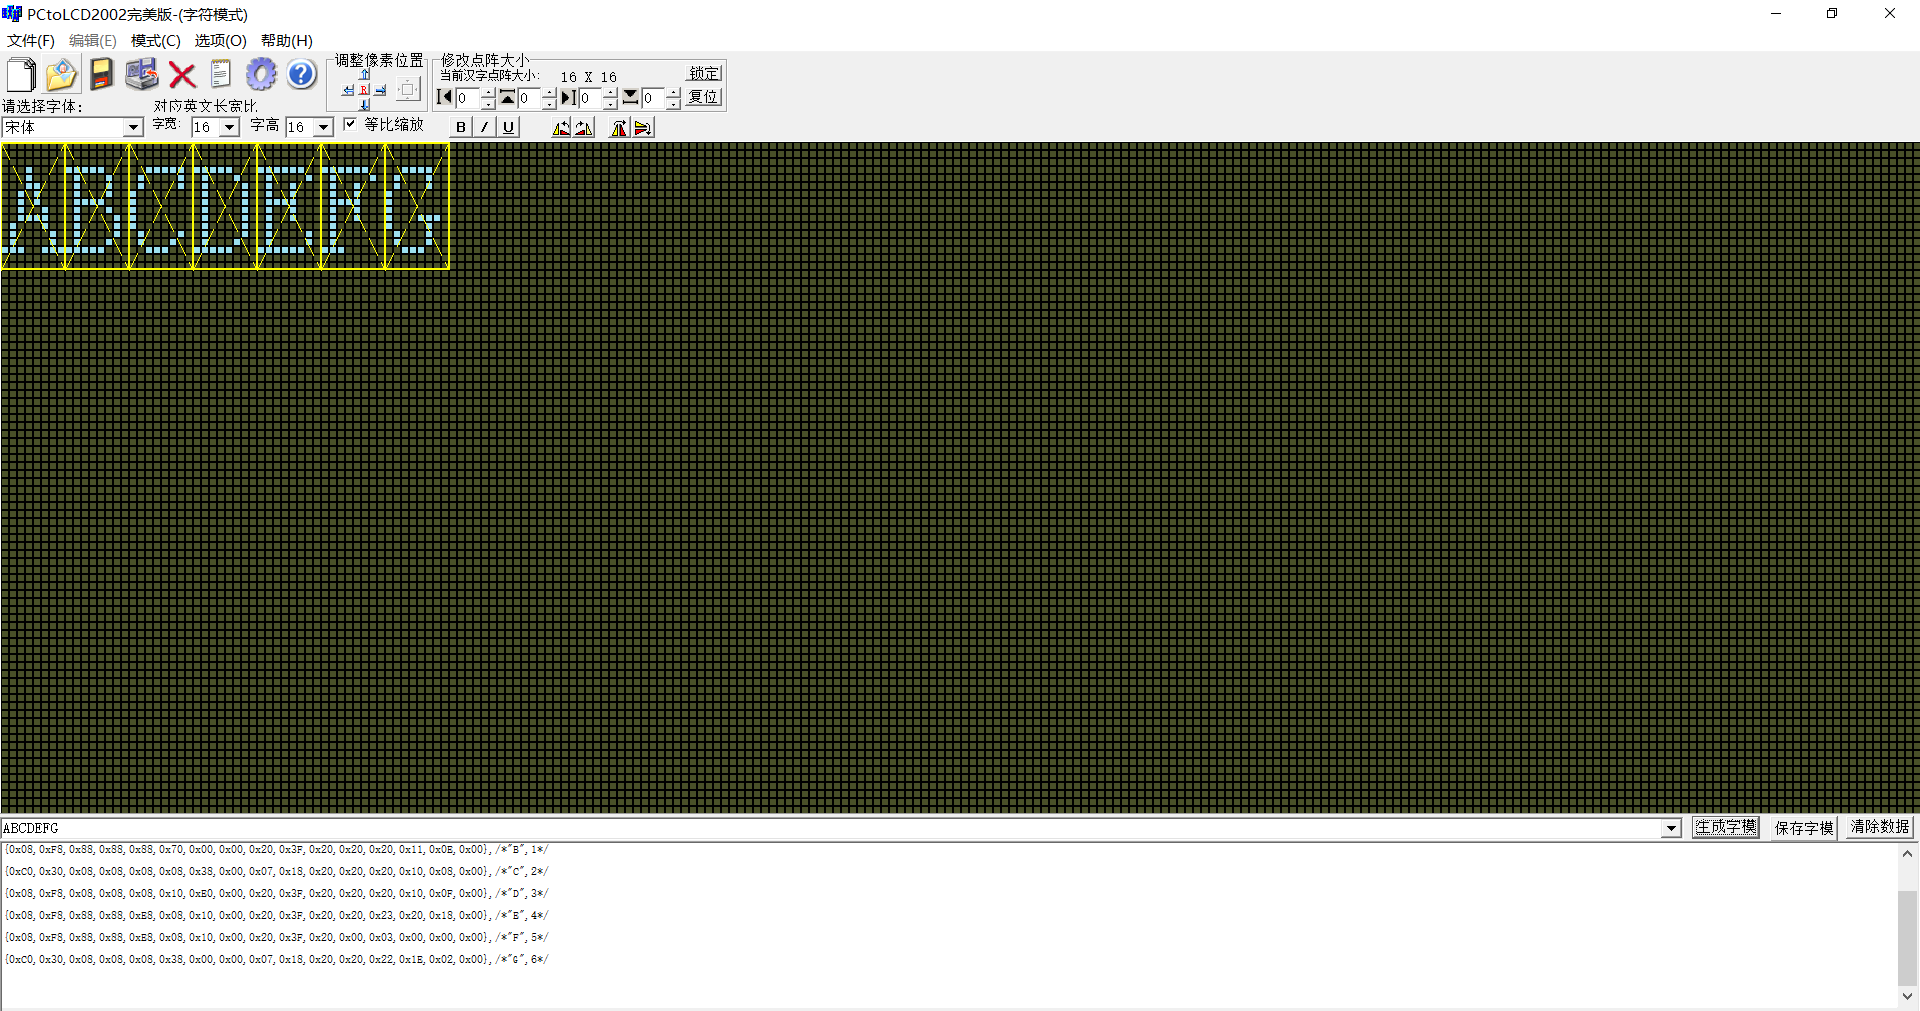 PCtoLCD2002完美版-(字符模式)
文件(F) 编辑(E) 模式(C) 选项(O) 帮助(H)
调整像素位置 修改点阵大小
当前汉字点阵大小: 16 X 16 锁定
R 0 0 0 0 复位
请选择字体: 对应英文长宽比
宋体 字宽: 16 字高 16 等比缩放 B I U
ABCDEFG
ABCDEFG 生成字模 保存字模 清除数据
{0x08,0xF8,0x88,0x88,0x88,0x70,0x00,0x00,0x20,0x3F,0x20,0x20,0x20,0x11,0x0E,0x00},/*"B",1*/
{0xC0,0x30,0x08,0x08,0x08,0x08,0x38,0x00,0x07,0x18,0x20,0x20,0x20,0x10,0x08,0x00},/*"C",2*/
{0x08,0xF8,0x08,0x08,0x08,0x10,0xE0,0x00,0x20,0x3F,0x20,0x20,0x20,0x10,0x0F,0x00},/*"D",3*/
{0x08,0xF8,0x88,0x88,0xE8,0x08,0x10,0x00,0x20,0x3F,0x20,0x20,0x23,0x20,0x18,0x00},/*"E",4*/
{0x08,0xF8,0x88,0x88,0xE8,0x08,0x10,0x00,0x20,0x3F,0x20,0x00,0x03,0x00,0x00,0x00},/*"F",5*/
{0xC0,0x30,0x08,0x08,0x08,0x38,0x00,0x00,0x07,0x18,0x20,0x20,0x22,0x1E,0x02,0x00},/*"G",6*/